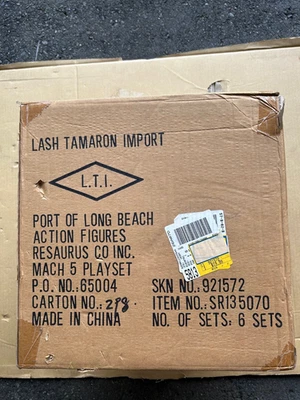 LASH TAMARON IMPORT
L.T.I.
PORT OF LONG BEACH
ACTION FIGURES
RESAURUS CO INC.
MACH 5 PLAYSET
P.O. NO.:65004 SKN NO.:921572
CARTON NO.: 278. ITEM NO.: SR135070
MADE IN CHINA NO. OF SETS: 6 SETS